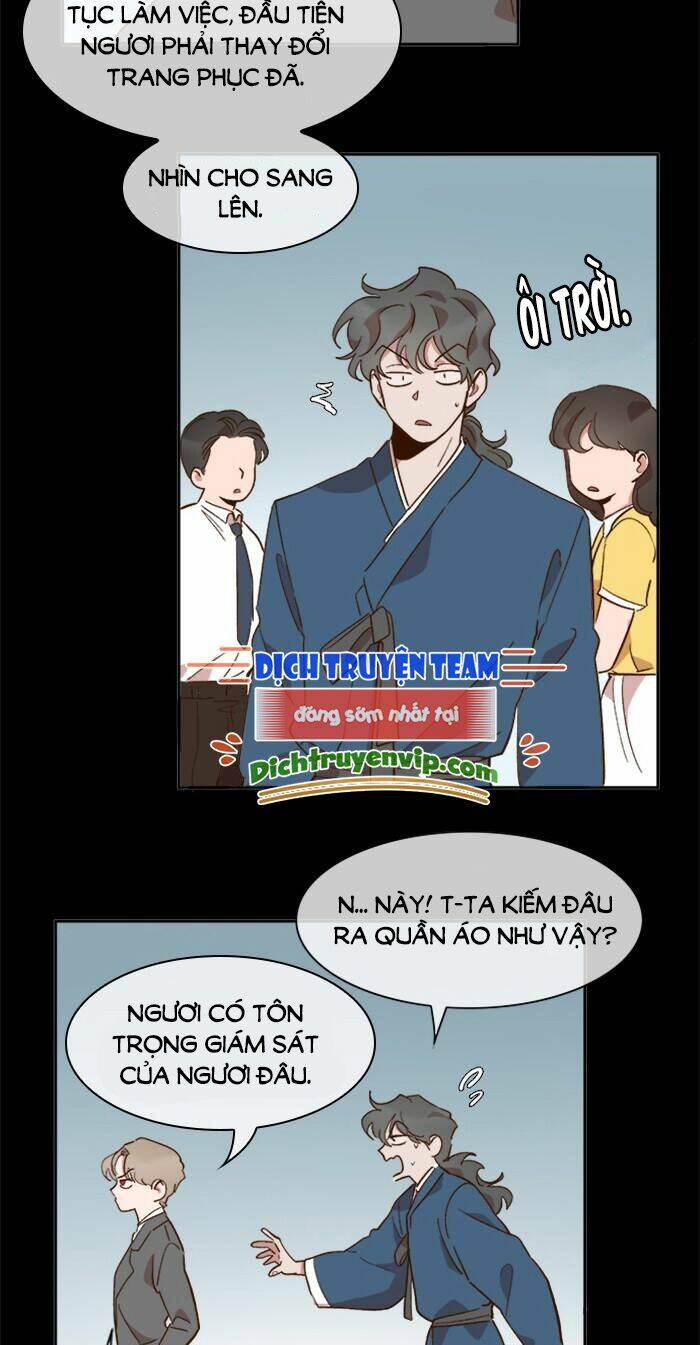 TỤC LÀM VIỆC, ĐẦU TIÊN
NGƯƠI PHẢI THAY ĐỔI
TRANG PHỤC ĐÃ.
NHÌN CHO SANG
LÊN.
ÔI TRỜI.
DỊCH TRUYỆN TEAM
đăng sớm nhất tại
Dichtruyenvip.com
N... NÀY! T-TA KIẾM ĐÂU
RA QUẦN ÁO NHƯ VẬY?
NGƯƠI CÓ TÔN
TRỌNG GIÁM SÁT
CỦA NGƯƠI ĐÂU.